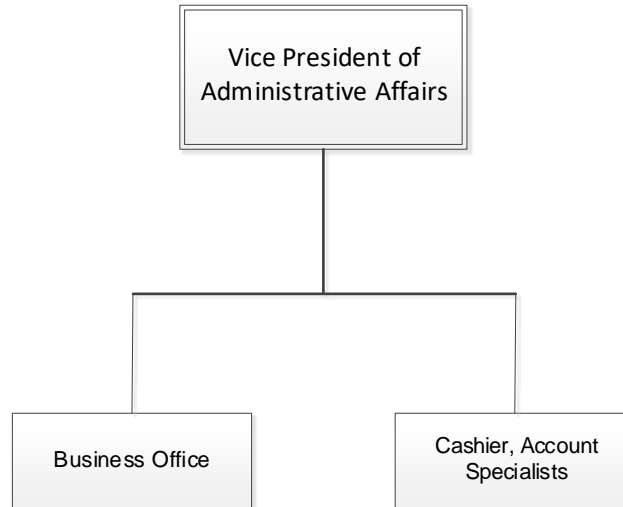 Vice President of
Administrative Affairs
Business Office
Cashier, Account
Specialists